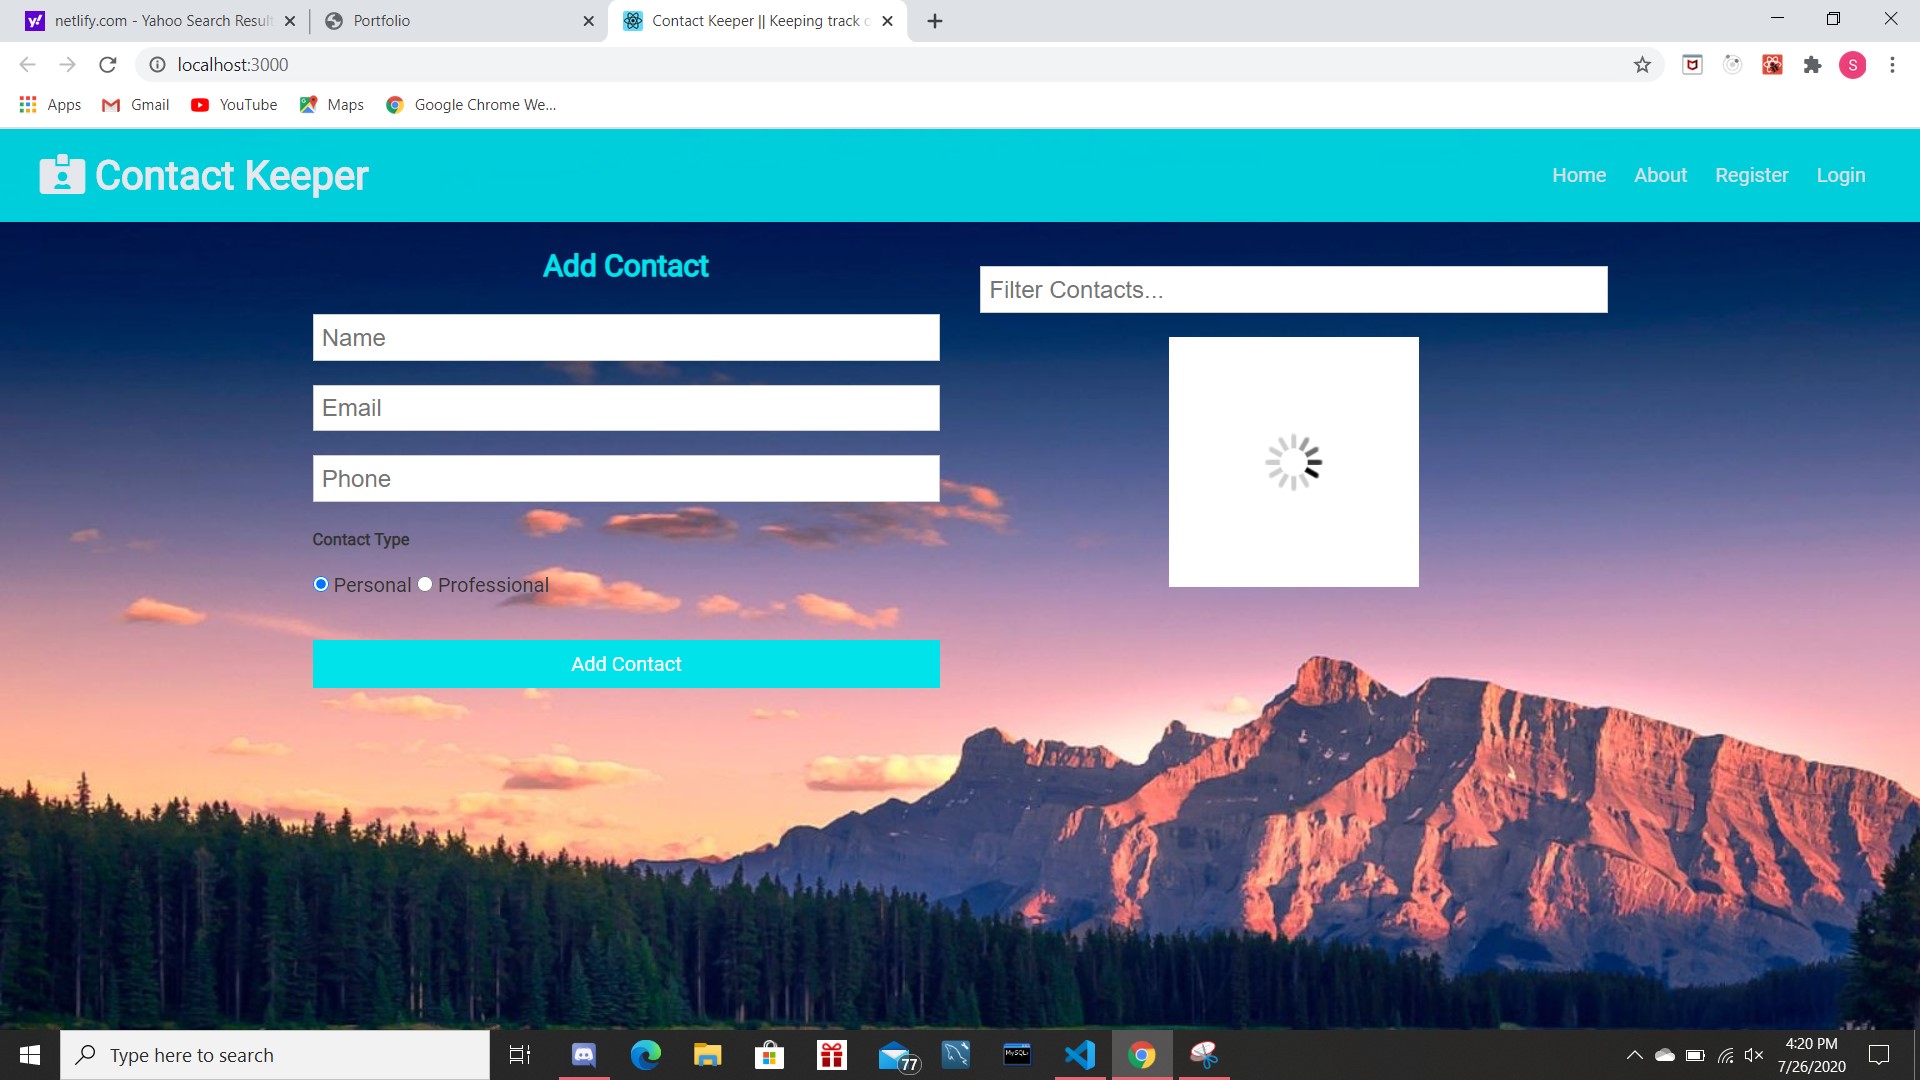 netlify.com - Yahoo Search Result
Portfolio
Contact Keeper || Keeping track o
localhost:3000
S
Apps
Gmail
YouTube
Maps
Google Chrome We...
Contact Keeper
Home
About
Register
Login
Add Contact
Filter Contacts...
Name
Email
Phone
Contact Type
Personal
Professional
Add Contact
Type here to search
77
4:20 PM
7/26/2020